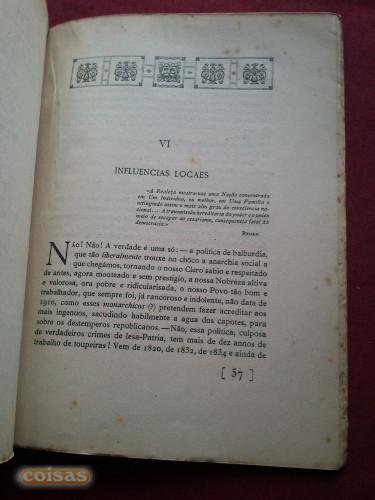 VI
INFLUENCIAS LOCAES
«A Realeza mostra-nos uma Nação concentrada
em Um Individuo, ou melhor, em Uma Familia e
attingindo assim o mais alto grau de consciência na-
cional... A transmissão hereditaria do poder é o unico
meio de escapar ao cesarismo, consequencia fatal da
democracia».
RENAN.
NÃO! Não! A verdade é uma só: — a politica de balburdia,
que tão liberalmente trouxe no chôco a anarchia social a
que chegámos, tornando o nosso Clero sabio e respeitado
de antes, agora monteado e sem prestigio, a nossa Nobreza altiva
e valorosa, ora pobre e ridicularisada, o nosso Povo tão bom e
trabalhador, que sempre foi, já rancoroso e indolente, não data de
1910, como esses monarchicos (?) pretendem fazer acreditar aos
mais ingenuos, sacudindo habilmente a agua dos capotes, para
sobre os destemperos republicanos. — Não, essa politica, culposa
de verdadeiros crimes de lesa-Patria, tem mais de dez annos de
trabalho de toupeiras! Vem de 1820, de 1832, de 1834 e ainda de
[ 57 ]
coisas